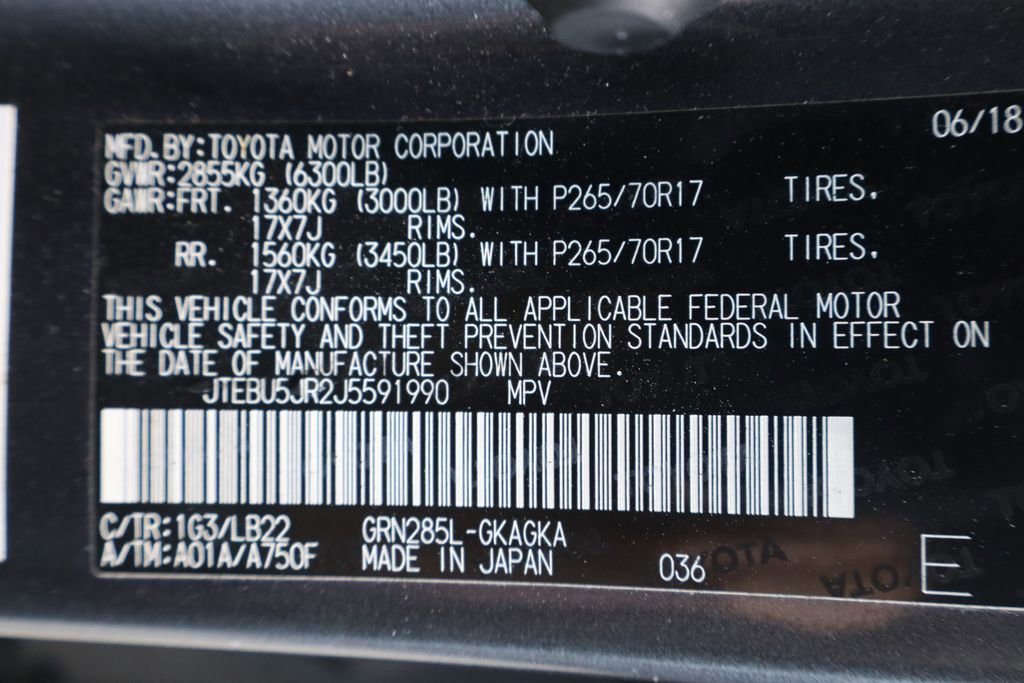 06/18
MFD. BY: TOYOTA MOTOR CORPORATION
GVWR: 2855KG (6300LB)
GAWR: FRT. 1360KG (3000LB) WITH P265/70R17 TIRES.
17X7J RIMS.
RR. 1560KG (3450LB) WITH P265/70R17 TIRES.
17X7J RIMS.
THIS VEHICLE CONFORMS TO ALL APPLICABLE FEDERAL MOTOR
VEHICLE SAFETY AND THEFT PREVENTION STANDARDS IN EFFECT ON
THE DATE OF MANUFACTURE SHOWN ABOVE.
JTEBU5JR2J5591990 MPV
C/TR: 1G3/LB22 GRN285L-GKAGKA
A/TM: A01A/A750F MADE IN JAPAN 036 E